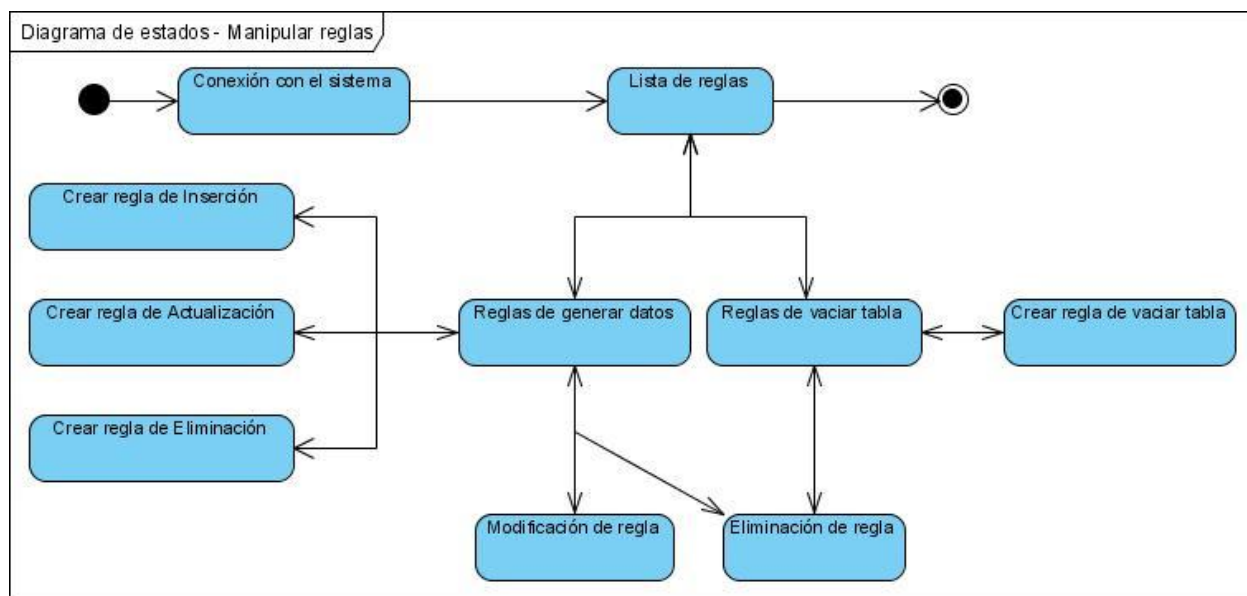 Diagrama de estados - Manipular reglas
Conexión con el sistema
Lista de reglas
Crear regla de Inserción
Crear regla de Actualización
Reglas de generar datos
Reglas de vaciar tabla
Crear regla de vaciar tabla
Crear regla de Eliminación
Modificación de regla
Eliminación de regla